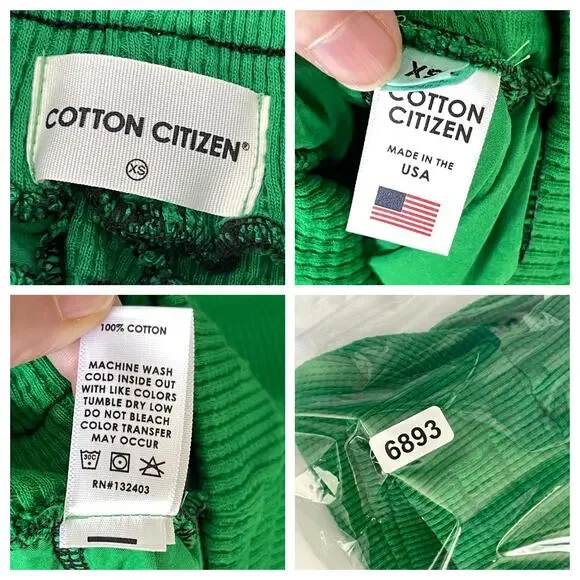 COTTON CITIZEN®
XS
XS
COTTON
CITIZEN
MADE IN THE
USA
100% COTTON
MACHINE WASH
COLD INSIDE OUT
WITH LIKE COLORS
TUMBLE DRY LOW
DO NOT BLEACH
COLOR TRANSFER
MAY OCCUR
30C
RN#132403
6893